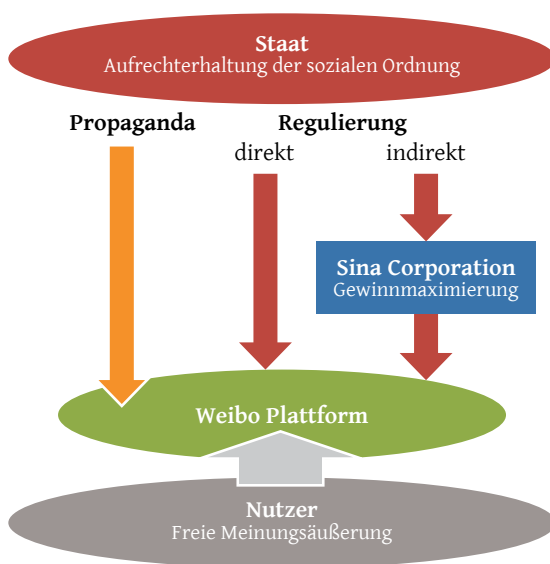 Staat
Aufrechterhaltung der sozialen Ordnung
Propaganda
Regulierung
direkt
indirekt
Sina Corporation
Gewinnmaximierung
Weibo Plattform
Nutzer
Freie Meinungsäußerung